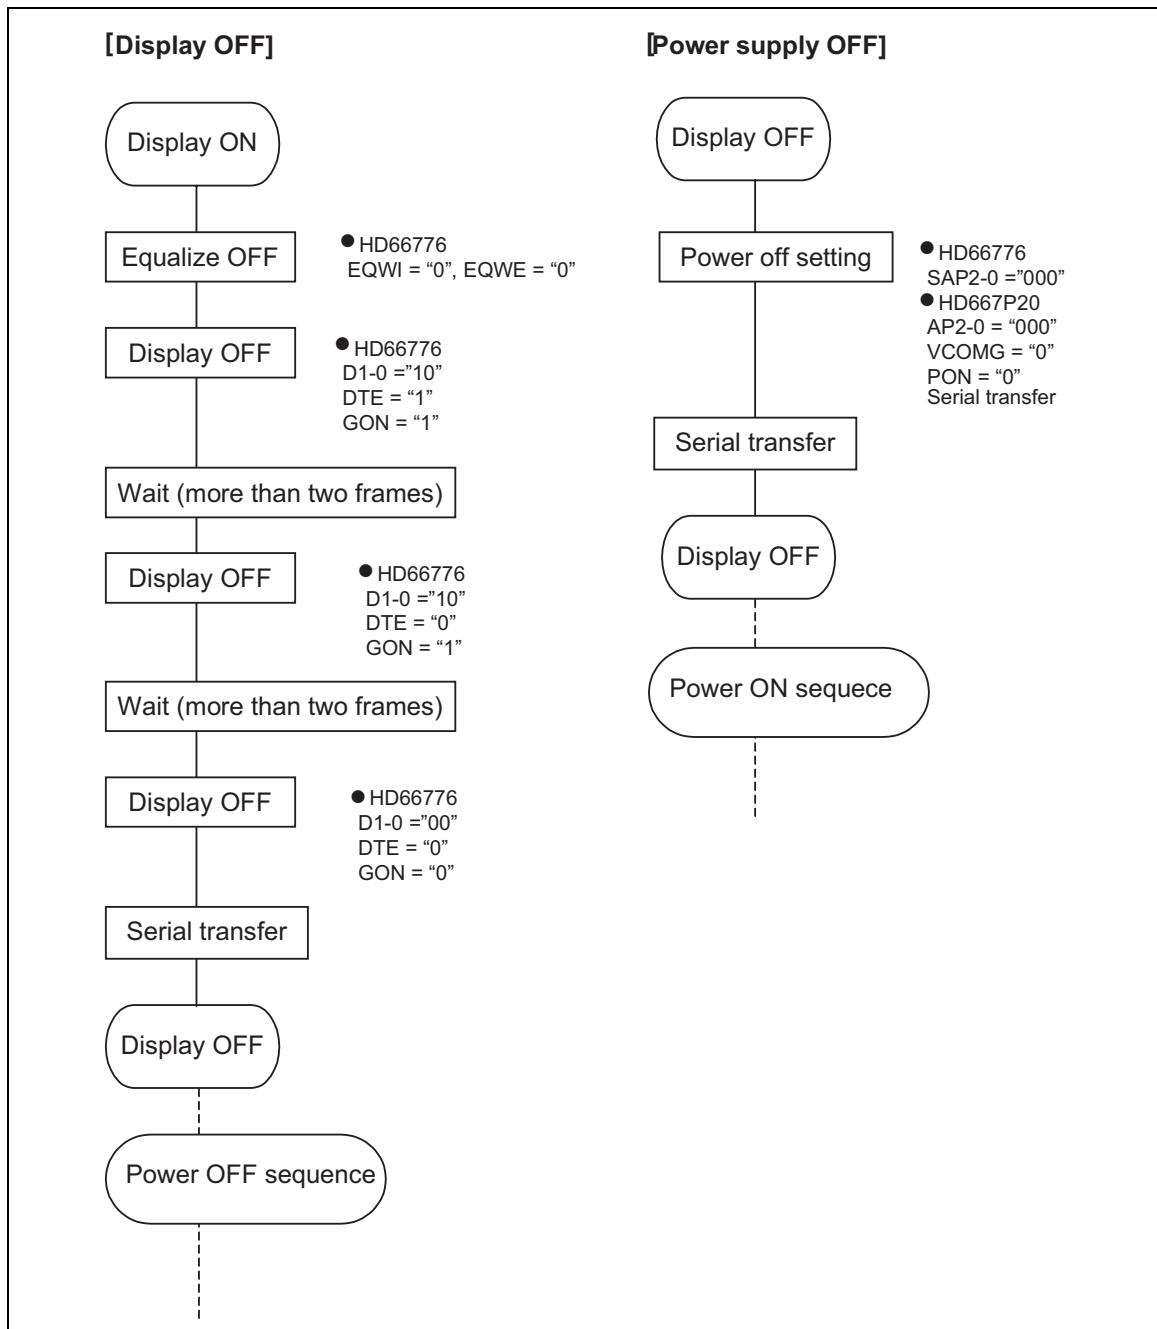 [Display OFF]
Display ON
Equalize OFF
● HD66776
EQWI = “0”, EQWE = “0”
Display OFF
● HD66776
D1-0 =”10”
DTE = “1”
GON = “1”
Wait (more than two frames)
Display OFF
● HD66776
D1-0 =”10”
DTE = “0”
GON = “1”
Wait (more than two frames)
Display OFF
● HD66776
D1-0 =”00”
DTE = “0”
GON = “0”
Serial transfer
Display OFF
Power OFF sequence
[Power supply OFF]
Display OFF
Power off setting
● HD66776
SAP2-0 =”000”
● HD667P20
AP2-0 = “000”
VCOMG = “0”
PON = “0”
Serial transfer
Serial transfer
Display OFF
Power ON sequece